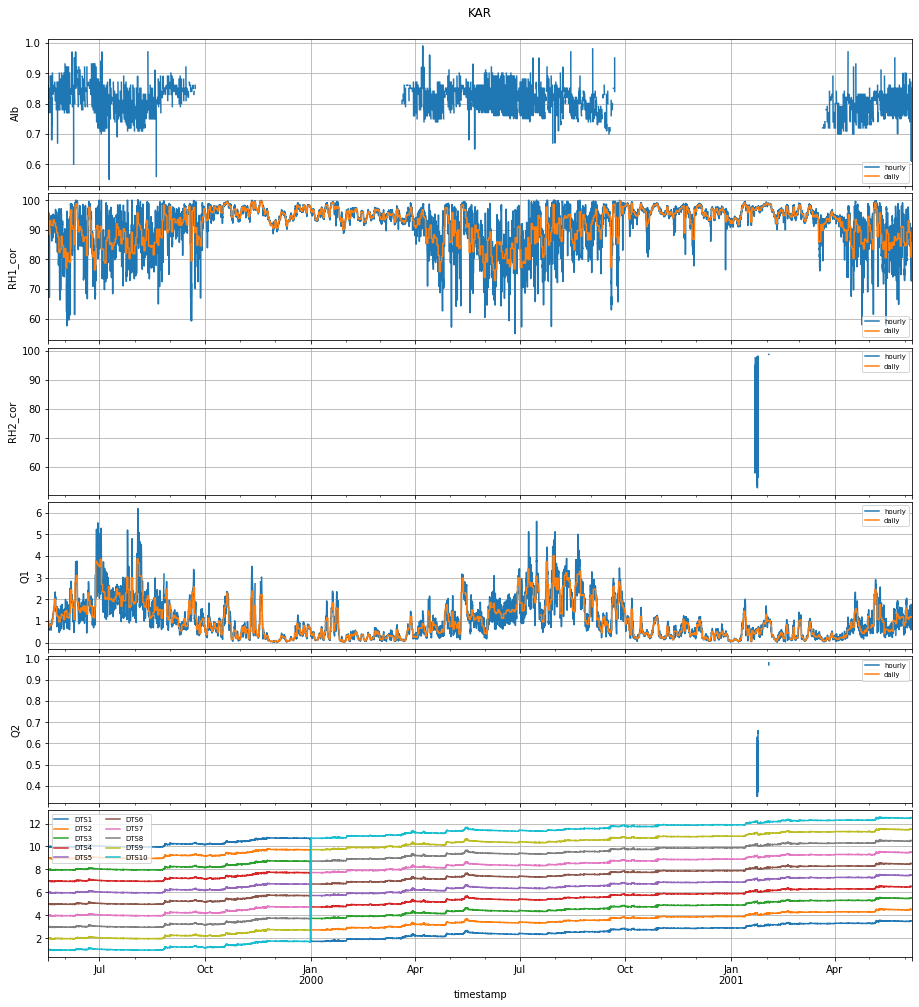 KAR
1.0
0.9
0.8
0.7
0.6
Alb
hourly
daily
100
90
80
70
60
RH1_cor
hourly
daily
100
90
80
70
60
RH2_cor
hourly
daily
6
5
4
3
2
1
0
Q1
hourly
daily
1.0
0.9
0.8
0.7
0.6
0.5
0.4
Q2
hourly
daily
12
10
8
6
4
2
DTS1
DTS2
DTS3
DTS4
DTS5
DTS6
DTS7
DTS8
DTS9
DTS10
Jul
Oct
Jan
2000
Apr
Jul
Oct
Jan
2001
Apr
timestamp